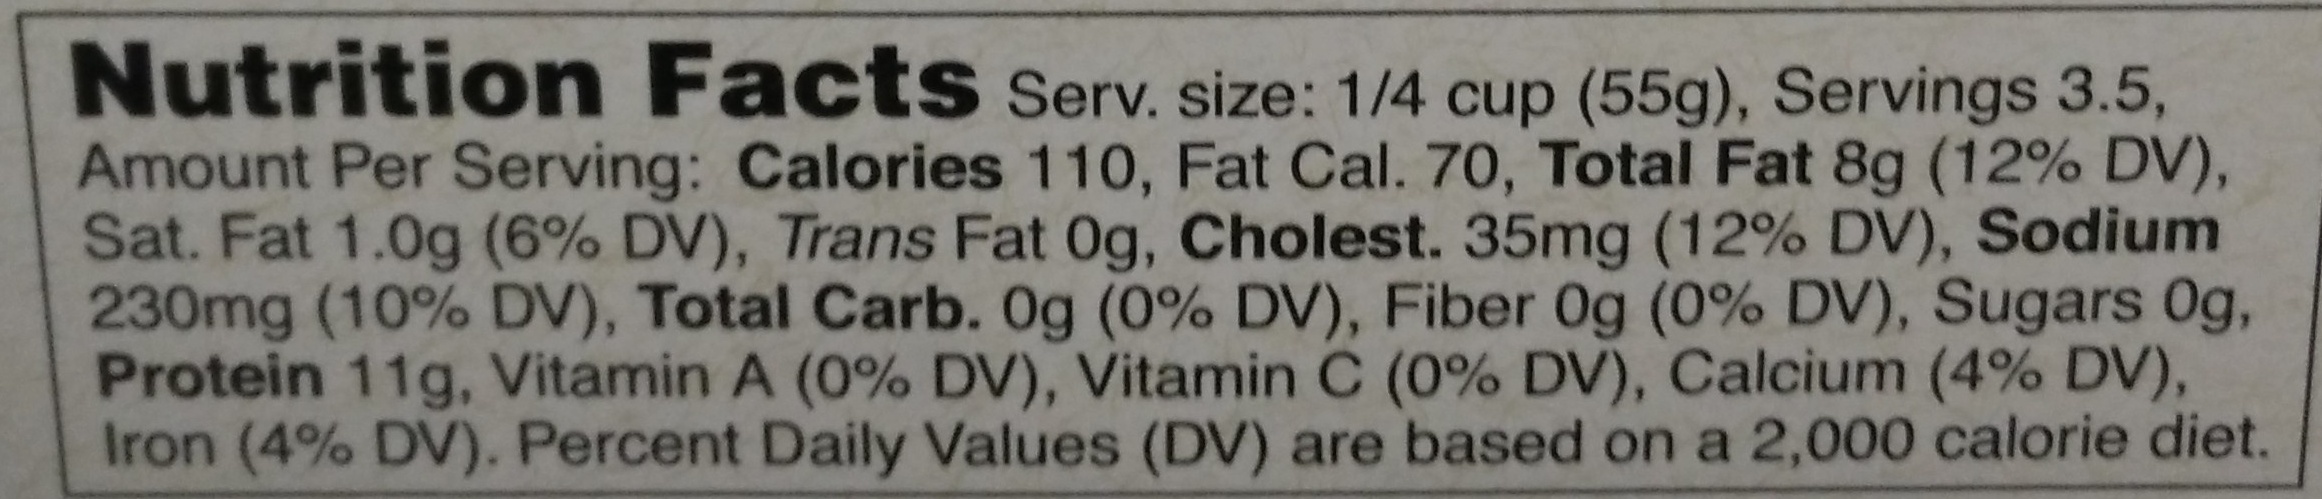 Nutrition Facts Serv. size: 1/4 cup (55g), Servings 3.5,
Amount Per Serving: Calories 110, Fat Cal. 70, Total Fat 8g (12% DV),
Sat. Fat 1.0g (6% DV), Trans Fat 0g, Cholest. 35mg (12% DV), Sodium
230mg (10% DV), Total Carb. 0g (0% DV), Fiber 0g (0% DV), Sugars 0g,
Protein 11g, Vitamin A (0% DV), Vitamin C (0% DV), Calcium (4% DV),
Iron (4% DV). Percent Daily Values (DV) are based on a 2,000 calorie diet.